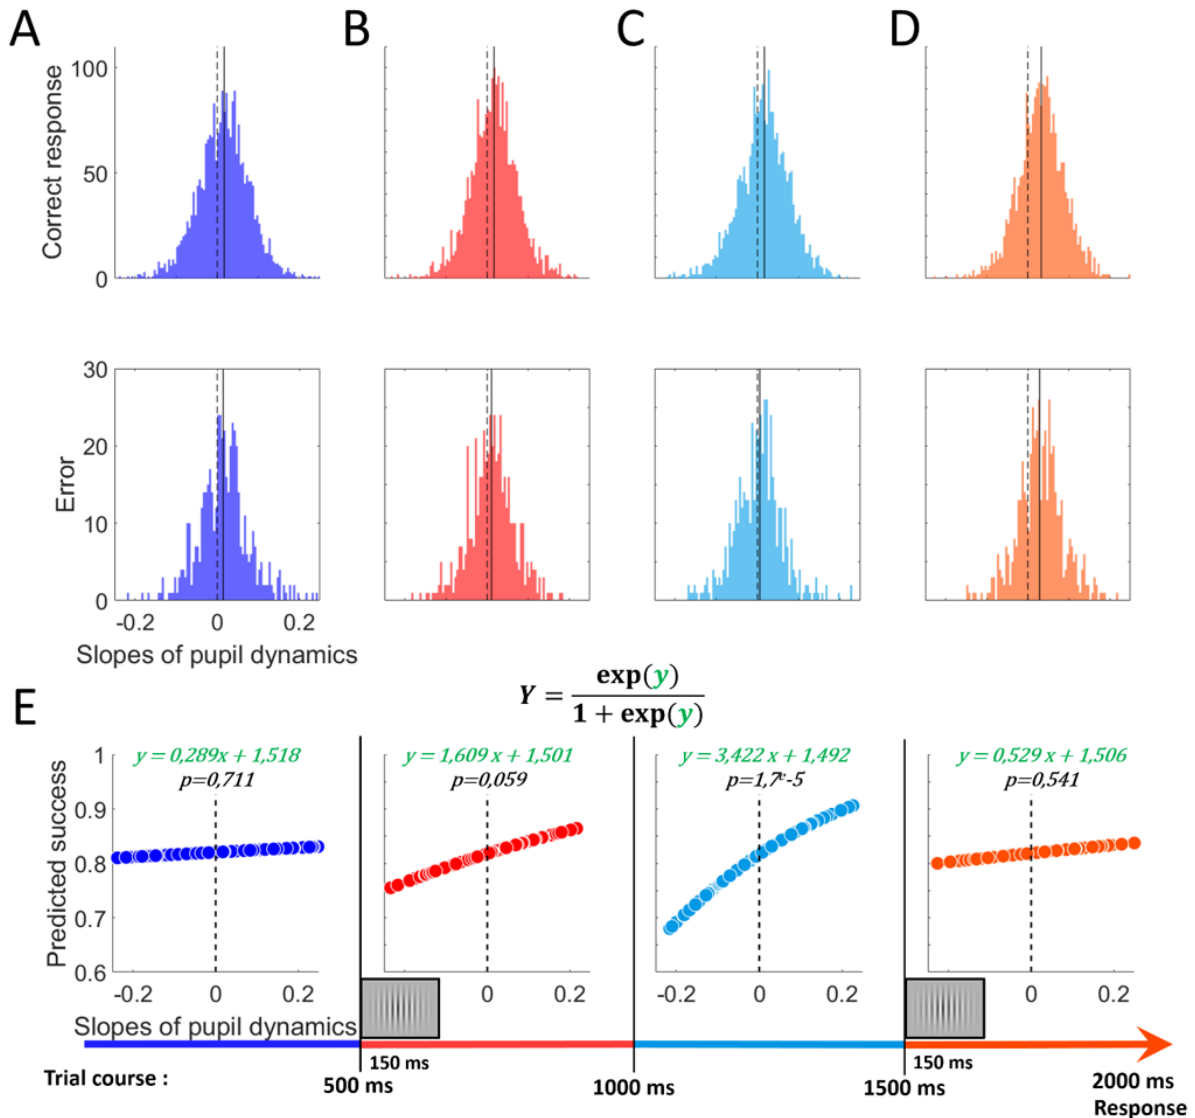 A
B
C
D
Correct response
100
50
0
Error
30
20
10
0
-0.2 0 0.2
Slopes of pupil dynamics
E
Y = exp(y) / 1 + exp(y)
y = 0,289x + 1,518
p=0,711
y = 1,609 x + 1,501
p=0,059
y = 3,422 x + 1,492
p=1,7e-5
y = 0,529 x + 1,506
p=0,541
Predicted success
1
0.9
0.8
0.7
0.6
-0.2 0 0.2
0 0.2
-0.2 0 0.2
0 0.2
Slopes of pupil dynamics
150 ms
150 ms
Trial course :
500 ms
1000 ms
1500 ms
2000 ms
Response